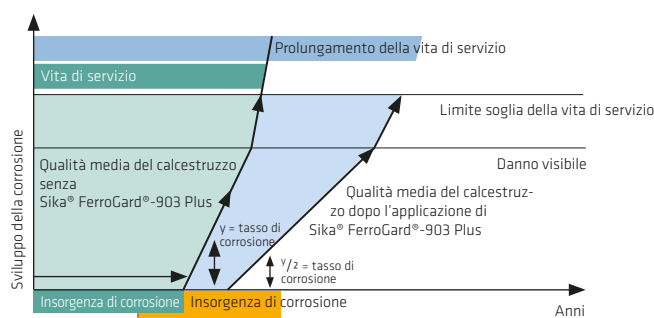 Prolungamento della vita di servizio
Vita di servizio
Limite soglia della vita di servizio
Danno visibile
Sviluppo della corrosione
Qualità media del calcestruzzo
senza
Sika® FerroGard®-903 Plus
Qualità media del calcestruz-
zo dopo l'applicazione di
Sika® FerroGard®-903 Plus
y = tasso di
corrosione
y/2 = tasso di
corrosione
Insorgenza di corrosione
Insorgenza di corrosione
Anni